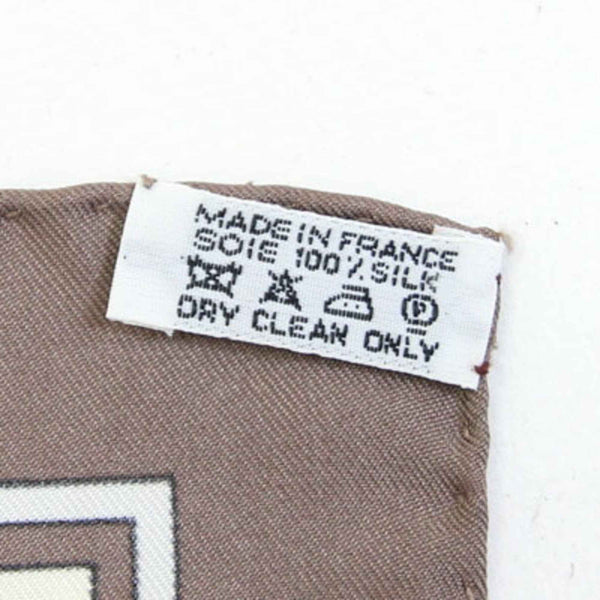 MADE IN FRANCE
SOIE 100% SILK
P
DRY CLEAN ONLY